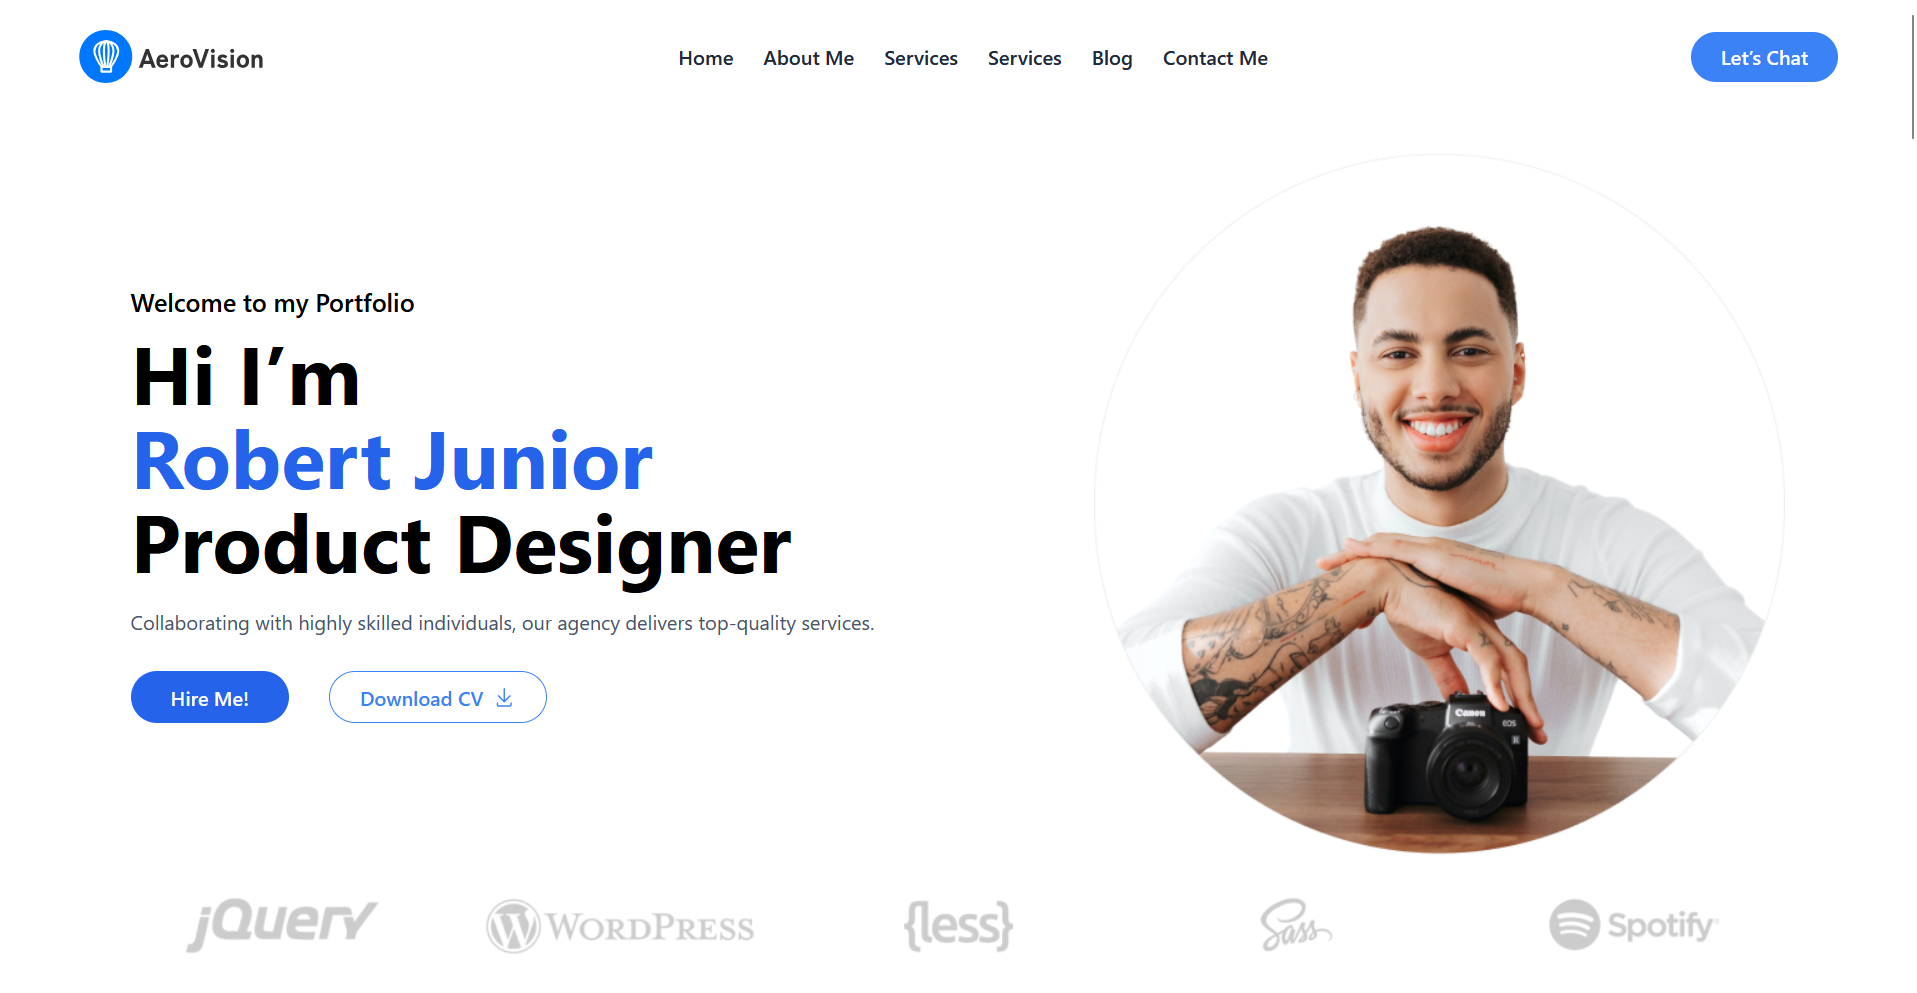 AeroVision
Home About Me Services Services Blog Contact Me
Let’s Chat
Welcome to my Portfolio
Hi I’m
Robert Junior
Product Designer
Collaborating with highly skilled individuals, our agency delivers top-quality services.
Hire Me!
Download CV
Canon
EOS
R
jQuery
WORDPRESS
{less}
Sass
Spotify